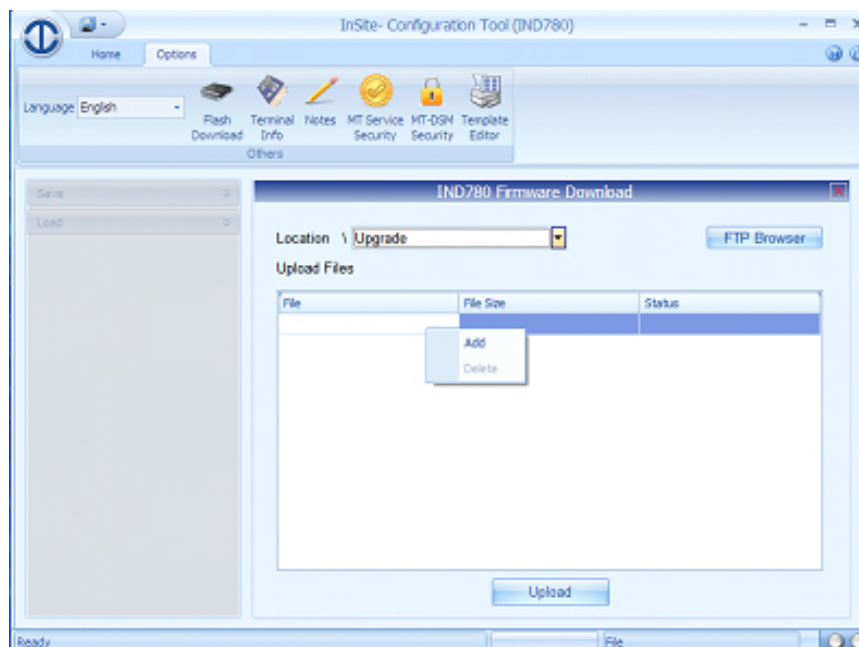 InSite- Configuration Tool (IND780)
Home Options
Language English
Flash Download
Terminal Info
Notes
MT Service Security
MT-DSM Security
Template Editor
Others
Save
Load
IND780 Firmware Download
Location \ Upgrade
FTP Browser
Upload Files
File File Size Status
Add
Delete
Upload
Ready File